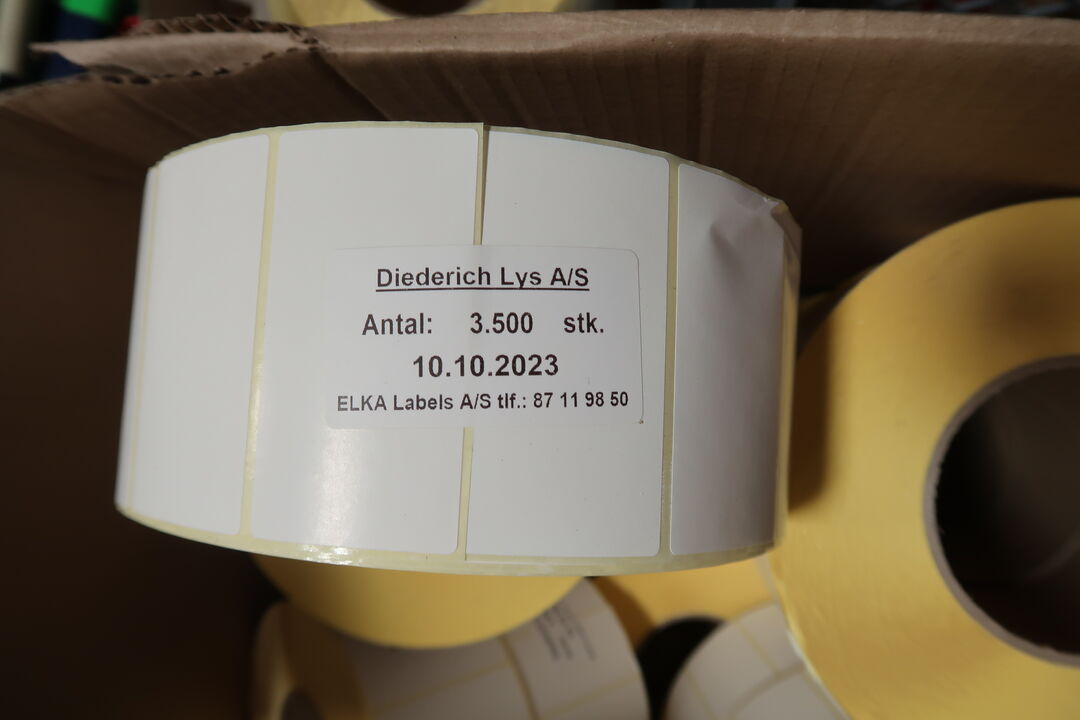 Diederich Lys A/S
Antal: 3.500 stk.
10.10.2023
ELKA Labels A/S tlf.: 87 11 98 50